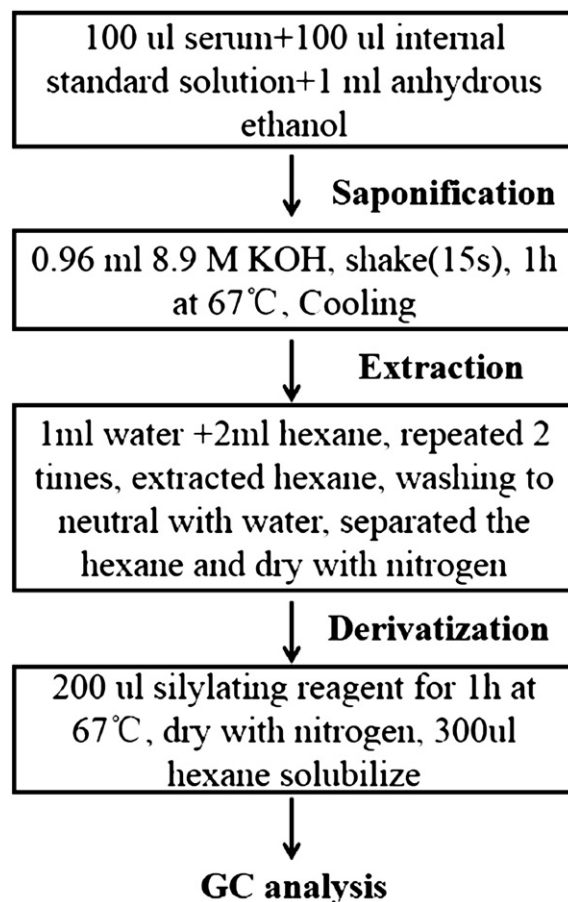 100 ul serum+100 ul internal
standard solution+1 ml anhydrous
ethanol
Saponification
0.96 ml 8.9 M KOH, shake(15s), 1h
at 67℃, Cooling
Extraction
1ml water +2ml hexane, repeated 2
times, extracted hexane, washing to
neutral with water, separated the
hexane and dry with nitrogen
Derivatization
200 ul silylating reagent for 1h at
67℃, dry with nitrogen, 300ul
hexane solubilize
GC analysis